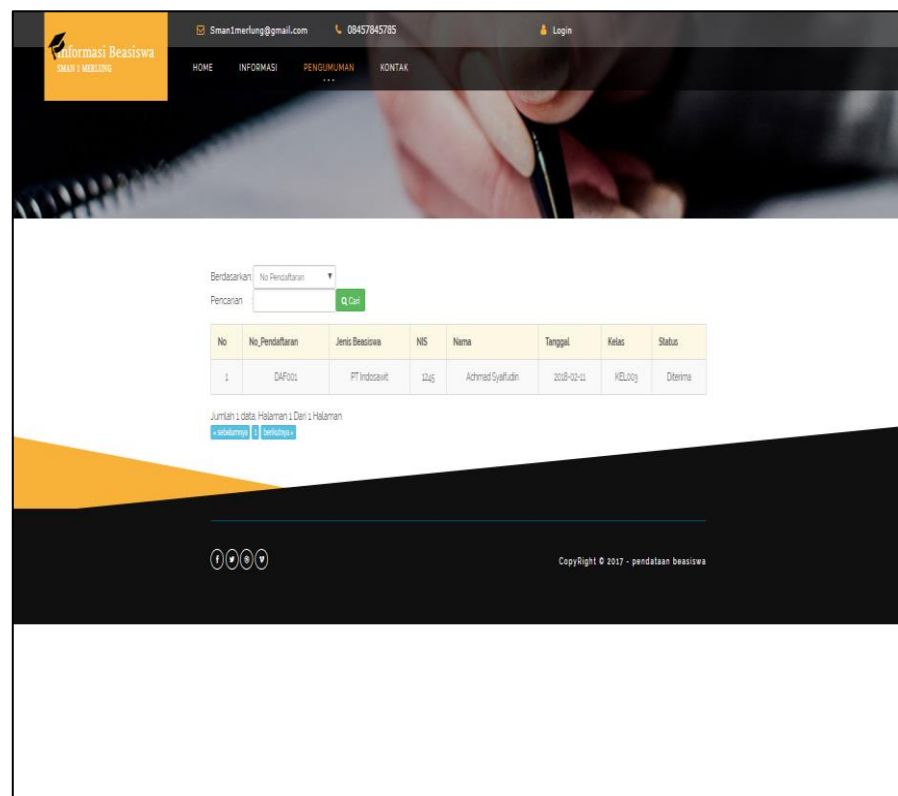 Sman1merlung@gmail.com 08457845785 Login
Informasi Beasiswa
SMAN 1 MERLUNG
HOME INFORMASI PENGUMUMAN KONTAK
Berdasarkan: No Pendaftaran
Pencarian : Cari
No No_Pendaftaran Jenis Beasiswa NIS Nama Tanggal Kelas Status
1 DAF001 PT Indosawit 1245 Achmad Syaifudin 2018-02-11 KEL003 Diterima
Jumlah 1 data, Halaman 1 Dari 1 Halaman
« sebelumnya 1 berikutnya »
CopyRight © 2017 - pendataan beasiswa